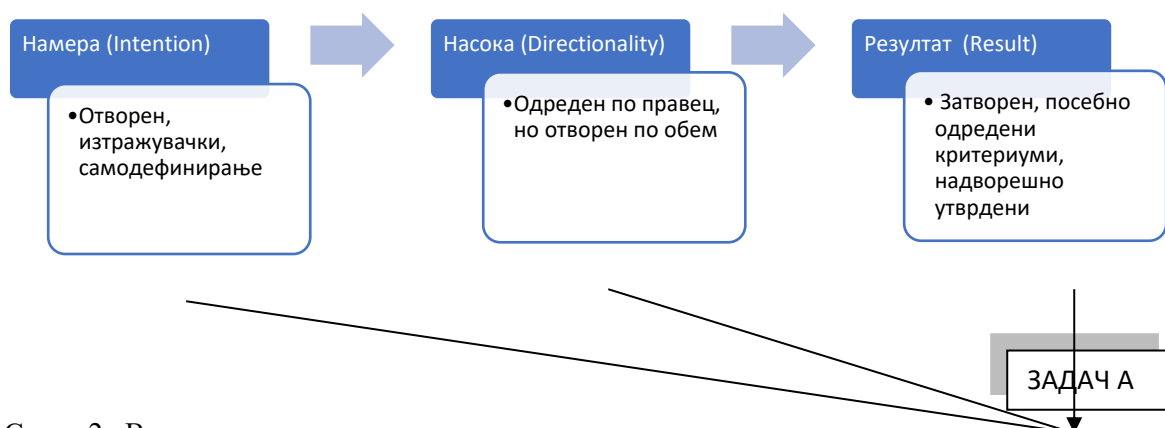 Намера (Intention)
•Отворен,
изтражувачки,
самодефинирање
Насока (Directionality)
•Одреден по правец,
но отворен по обем
Резултат (Result)
• Затворен, посебно
одредени
критериуми,
надворешно
утврдени
ЗАДАЧ А